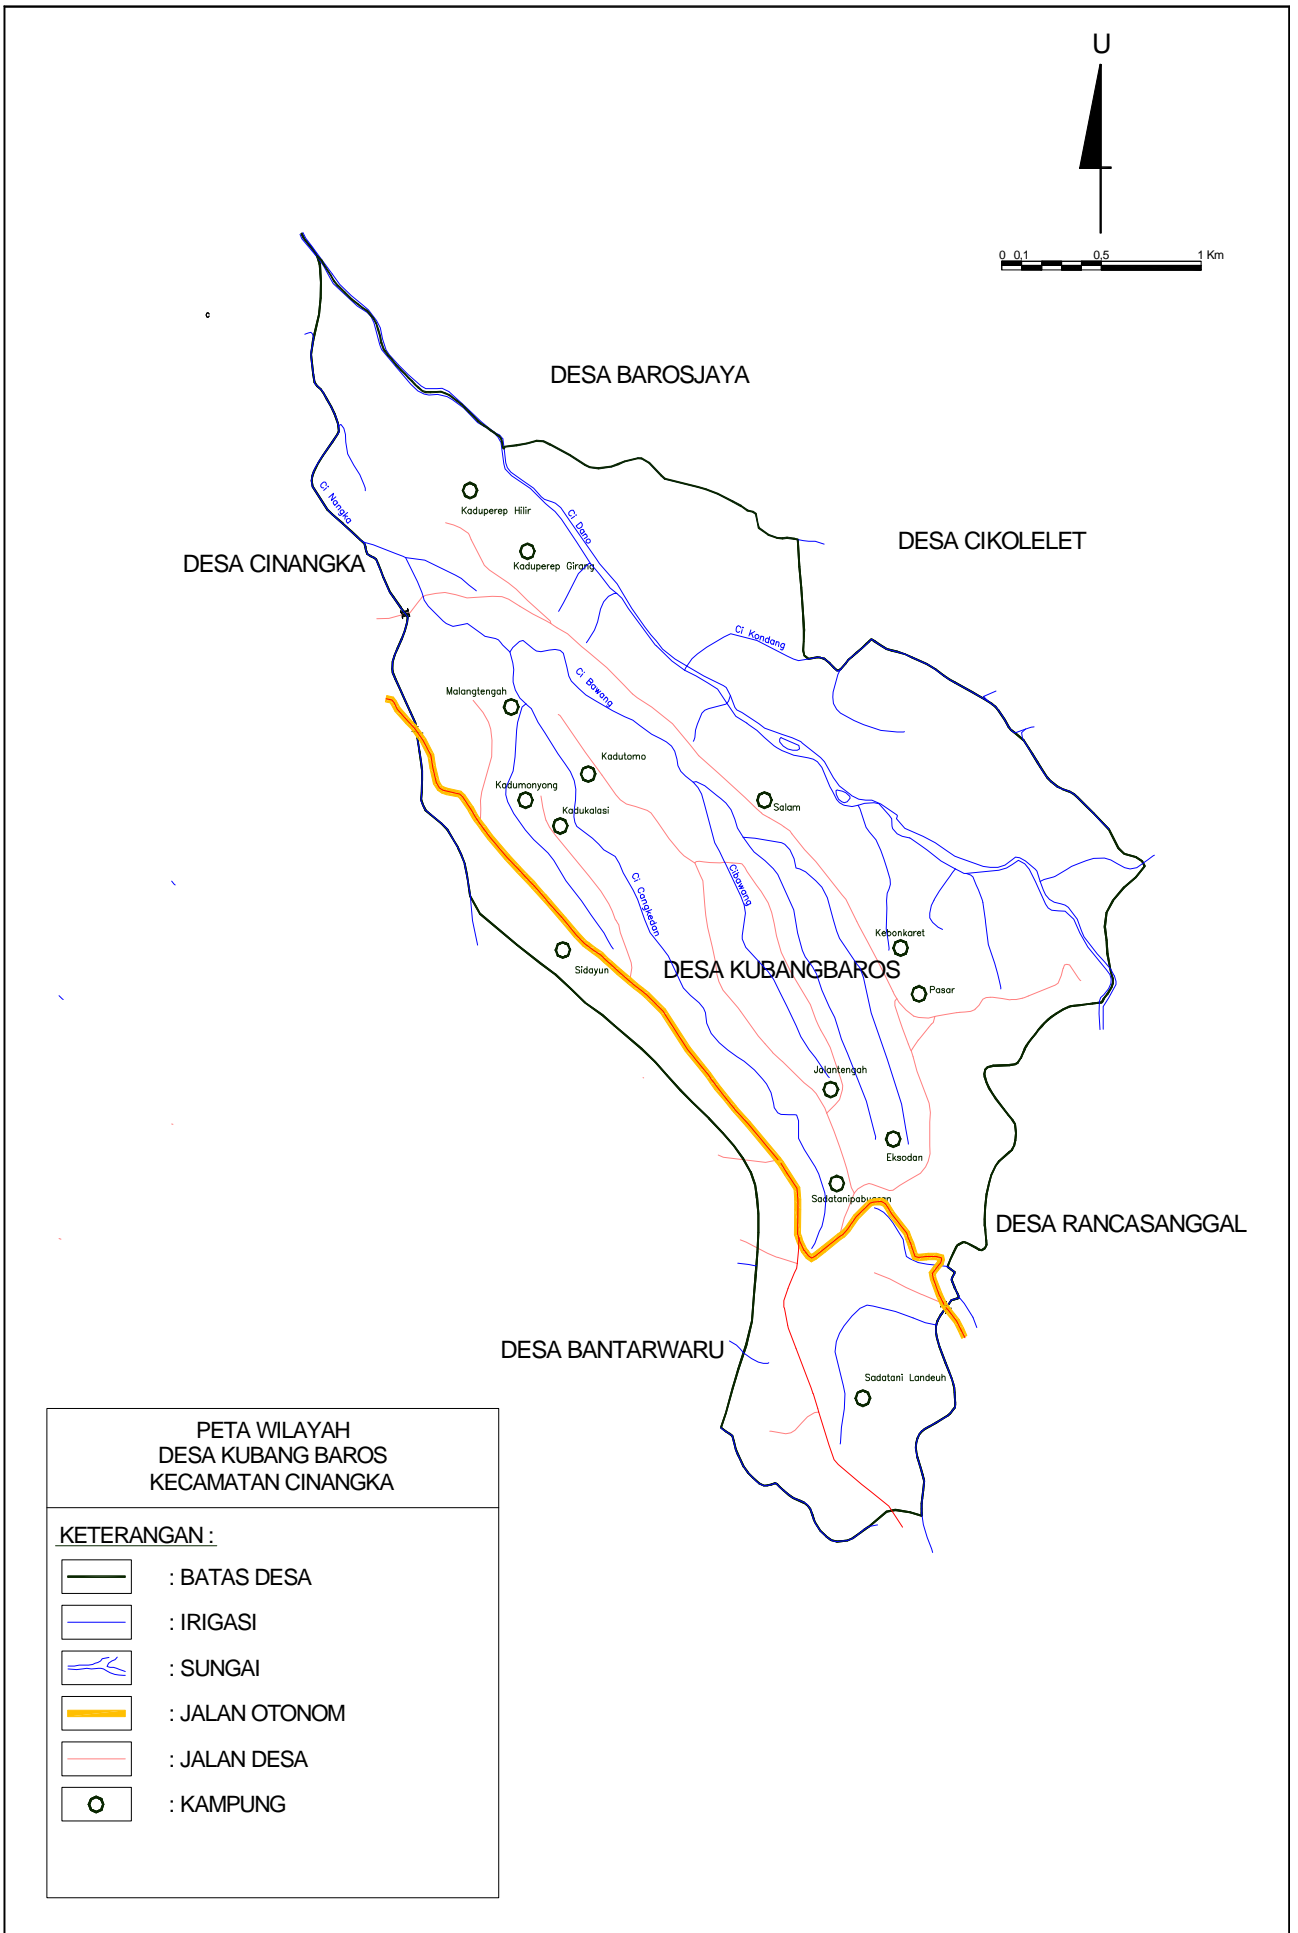 U
0 0,1 0,5 1 Km
c
DESA BAROSJAYA
Ci Nangka
Kaduperep Hilir
Ci Dano
DESA CIKOLELET
DESA CINANGKA
Kaduperep Girang
Ci Kondang
Ci Bawang
Malangtengah
Kadutomo
Kadumonyong
Kadukalasi
Salam
Ci Cangkedan
Cibawang
Kebonkaret
Sidayun
DESA KUBANGBAROS
Pasar
Jalantengah
Eksodan
Sadatanipabuaran
DESA RANCASANGGAL
DESA BANTARWARU
Sadatani Landeuh
PETA WILAYAH
DESA KUBANG BAROS
KECAMATAN CINANGKA
KETERANGAN :
: BATAS DESA
: IRIGASI
: SUNGAI
: JALAN OTONOM
: JALAN DESA
: KAMPUNG